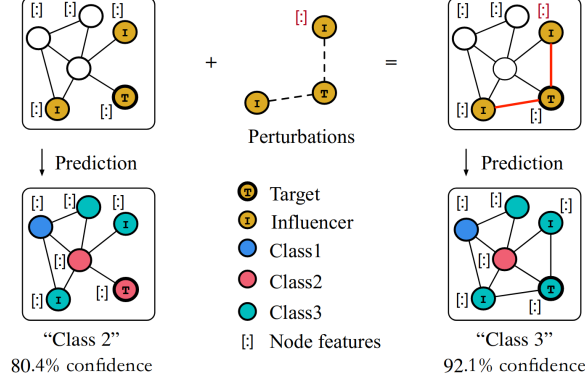 [:] [:] [:] [:] [:]
I I
+ =
I
[:] [:]
I T I T I T
[:] [:]
Perturbations
Prediction Prediction
[:] [:] [:] [:] [:] [:]
T Target
I I Influencer I
Class1
[:] [:]
T Class2 T
[:] [:] [:]
I Class3 I
[:]
[:] Node features
“Class 2” “Class 3”
80.4% confidence 92.1% confidence